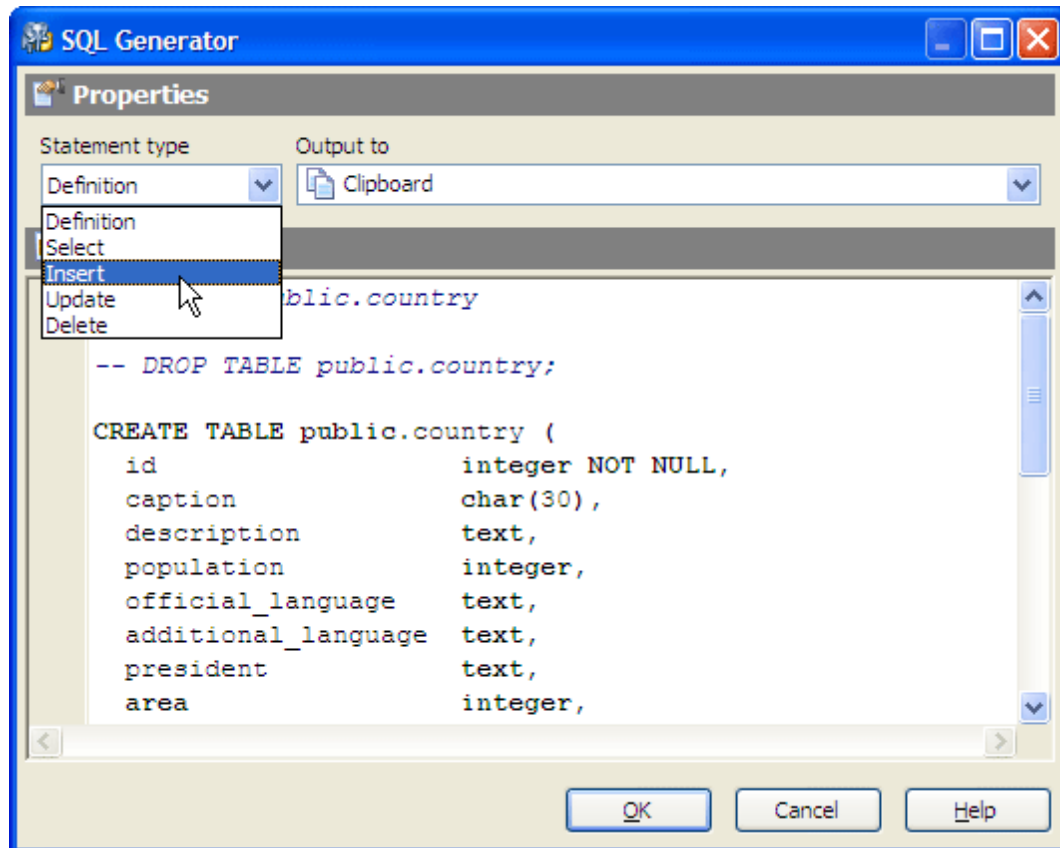 SQL Generator
Properties
Statement type Output to
Definition Clipboard
Definition
Select
Insert
Update
Delete
public.country
-- DROP TABLE public.country;
CREATE TABLE public.country (
id integer NOT NULL,
caption char(30),
description text,
population integer,
official_language text,
additional_language text,
president text,
area integer,
OK Cancel Help